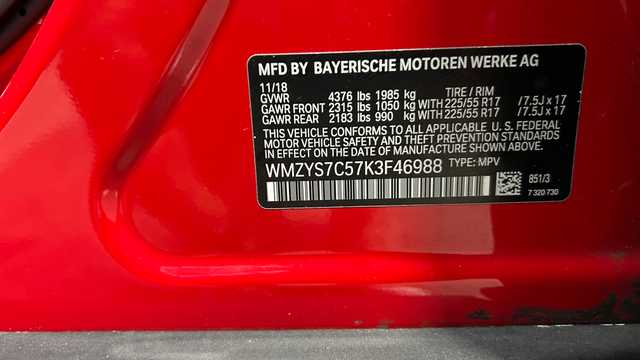 MFD BY BAYERISCHE MOTOREN WERKE AG
11/18 TIRE / RIM
GVWR 4376 lbs 1985 kg
GAWR FRONT 2315 lbs 1050 kg WITH 225/55 R17 /7.5J x 17
GAWR REAR 2183 lbs 990 kg WITH 225/55 R17 /7.5J x 17
THIS VEHICLE CONFORMS TO ALL APPLICABLE U. S. FEDERAL
MOTOR VEHICLE SAFETY AND THEFT PREVENTION STANDARDS
IN EFFECT ON THE DATE OF MANUFACTURE SHOWN ABOVE.
WMZYS7C57K3F46988 TYPE: MPV
851/3
7 320 730